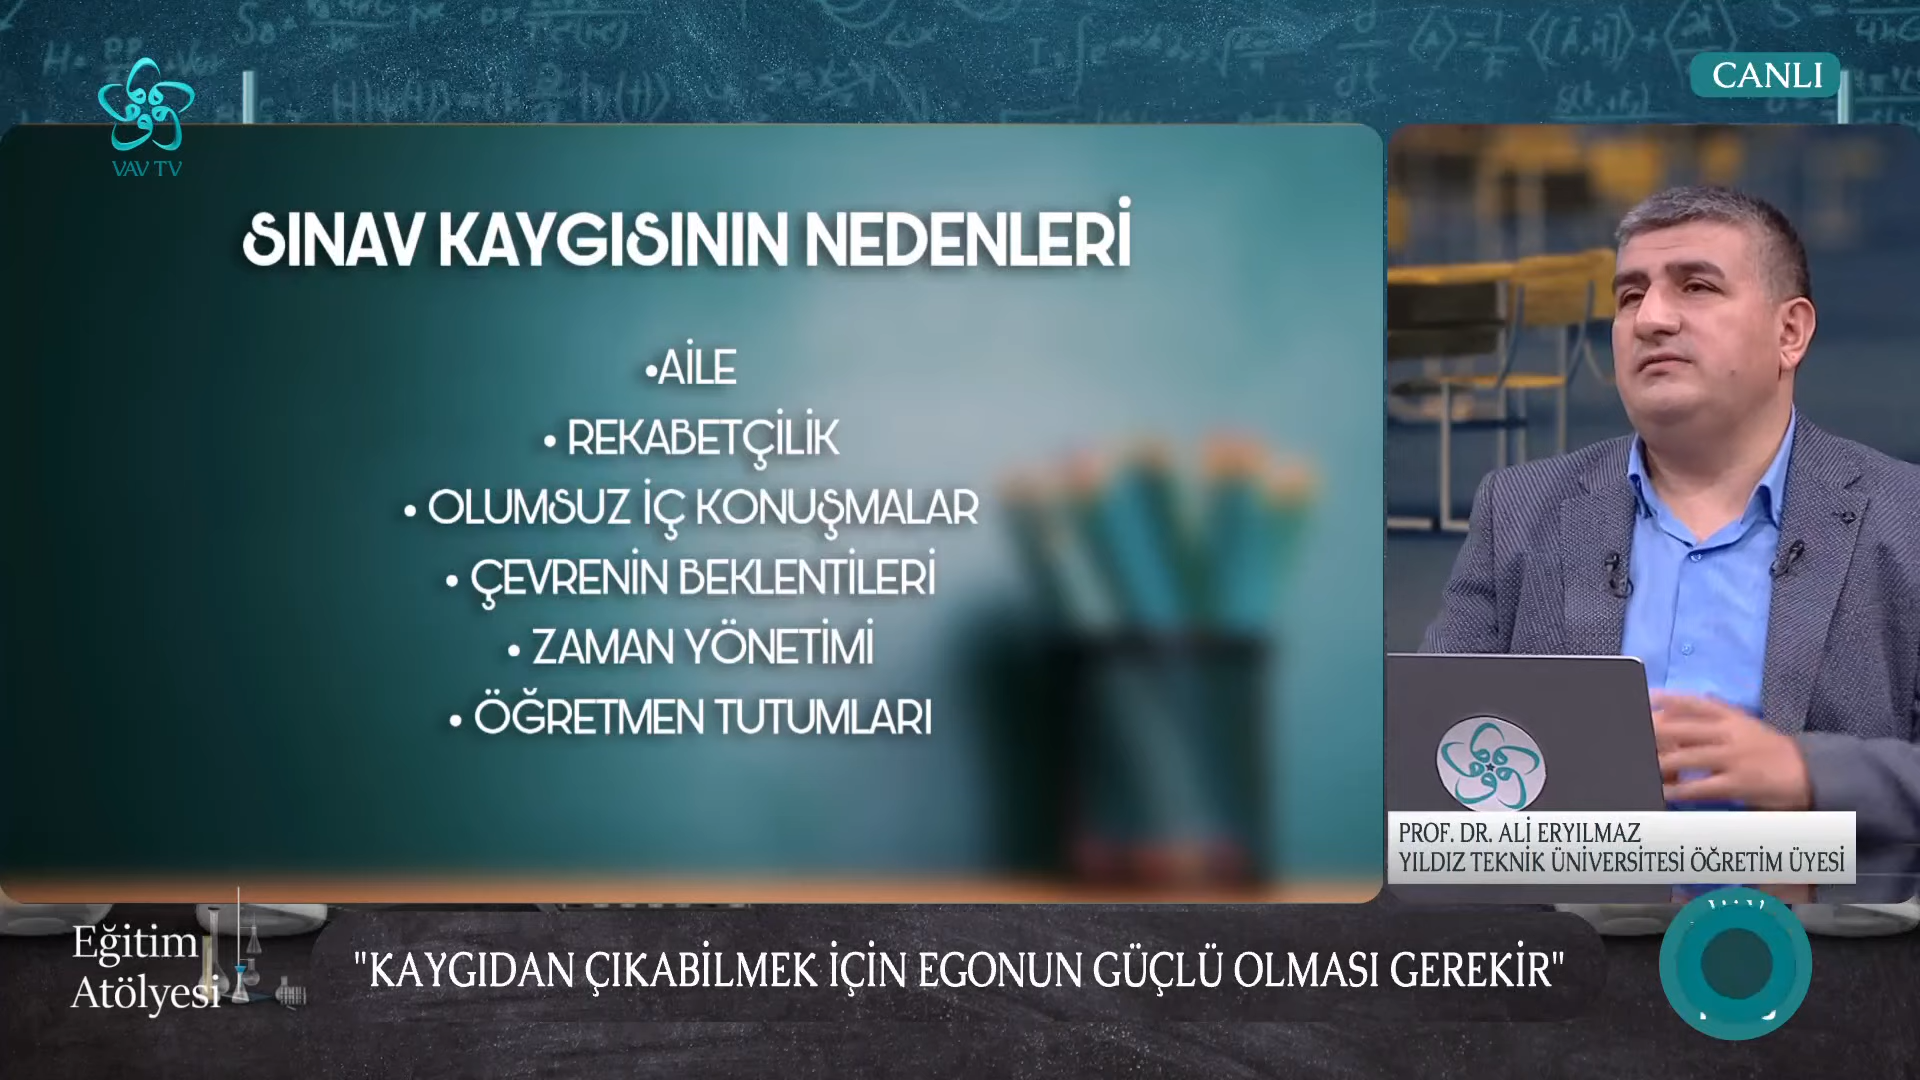 CANLI
VAV TV
SINAV KAYGISININ NEDENLERİ
•AİLE
• REKABETÇİLİK
• OLUMSUZ İÇ KONUŞMALAR
• ÇEVRENİN BEKLENTİLERİ
• ZAMAN YÖNETİMİ
• ÖĞRETMEN TUTUMLARI
PROF. DR. ALİ ERYILMAZ
YILDIZ TEKNİK ÜNİVERSİTESİ ÖĞRETİM ÜYESİ
Eğitim
Atölyesi
"KAYGIDAN ÇIKABİLMEK İÇİN EGONUN GÜÇLÜ OLMASI GEREKİR"